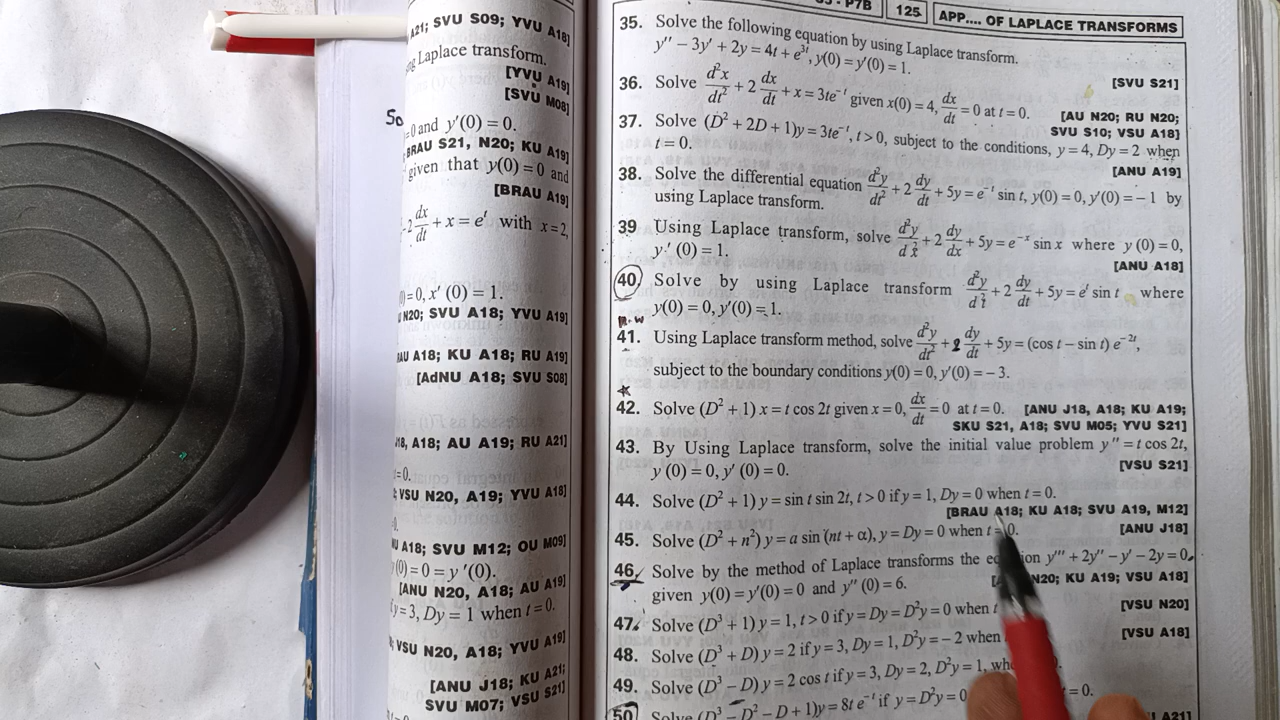 A21; SVU S09; YVU A18]
Laplace transform.
[YVU A19]
[SVU M08]
So
=0 and y'(0) = 0.
BRAU S21, N20; KU A19]
given that y(0) = 0 and
[BRAU A19]
2 dx/dt + x = e^t with x = 2,
= 0, x' (0) = 1.
N20; SVU A18; YVU A19]
AU A18; KU A18; RU A19]
[AdNU A18; SVU S08]
J18, A18; AU A19; RU A21]
= 0.
VSU N20, A19; YVU A18]
A18; SVU M12; OU M09]
(0) = 0 = y '(0).
[ANU N20, A18; AU A19]
y = 3, Dy = 1 when t = 0.
VSU N20, A18; YVU A19]
[ANU J18; KU A21;
SVU M07; VSU S21]
- P7B 125 APP.... OF LAPLACE TRANSFORMS
35. Solve the following equation by using Laplace transform.
y'' − 3y' + 2y = 4t + e^3t, y(0) = y'(0) = 1.
[SVU S21]
36. Solve d²x/dt² + 2 dx/dt + x = 3te^−t given x(0) = 4, dx/dt = 0 at t = 0.
[AU N20; RU N20;
SVU S10; VSU A18]
37. Solve (D² + 2D + 1)y = 3te^−t, t > 0, subject to the conditions, y = 4, Dy = 2 when
t = 0.
[ANU A19]
38. Solve the differential equation d²y/dt² + 2 dy/dt + 5y = e^−t sin t, y(0) = 0, y'(0) = − 1 by
using Laplace transform.
39 Using Laplace transform, solve d²y/dx² + 2 dy/dx + 5y = e^−x sin x where y (0) = 0,
y.' (0) = 1.
[ANU A18]
40. Solve by using Laplace transform d²y/dt² + 2 dy/dt + 5y = e^t sin t where
y(0) = 0, y'(0) = 1.
H.W
41. Using Laplace transform method, solve d²y/dt² + 2 dy/dt + 5y = (cos t − sin t) e^−2t,
subject to the boundary conditions y(0) = 0, y'(0) = − 3.
42. Solve (D² + 1) x = t cos 2t given x = 0, dx/dt = 0 at t = 0. [ANU J18, A18; KU A19;
SKU S21, A18; SVU M05; YVU S21]
43. By Using Laplace transform, solve the initial value problem y'' = t cos 2t,
y (0) = 0, y' (0) = 0.
[VSU S21]
44. Solve (D² + 1) y = sin t sin 2t, t > 0 if y = 1, Dy = 0 when t = 0.
[BRAU A18; KU A18; SVU A19, M12]
45. Solve (D² + n²) y = a sin (nt + α), y = Dy = 0 when t = 0.
[ANU J18]
46. Solve by the method of Laplace transforms the y''' + 2y'' − y' − 2y = 0
given y(0) = y'(0) = 0 and y'' (0) = 6.
N20; KU A19; VSU A18]
47. Solve (D³ + 1) y = 1, t > 0 if y = Dy = D²y = 0 when t
[VSU N20]
48. Solve (D³ + D) y = 2 if y = 3, Dy = 1, D²y = − 2 when
[VSU A18]
49. Solve (D³ − D) y = 2 cos t if y = 3, Dy = 2, D²y = 1,
50. Solve (D³ − D² − D + 1)y = 8t e^−t if y = D²y = 0 = 0.
A21]